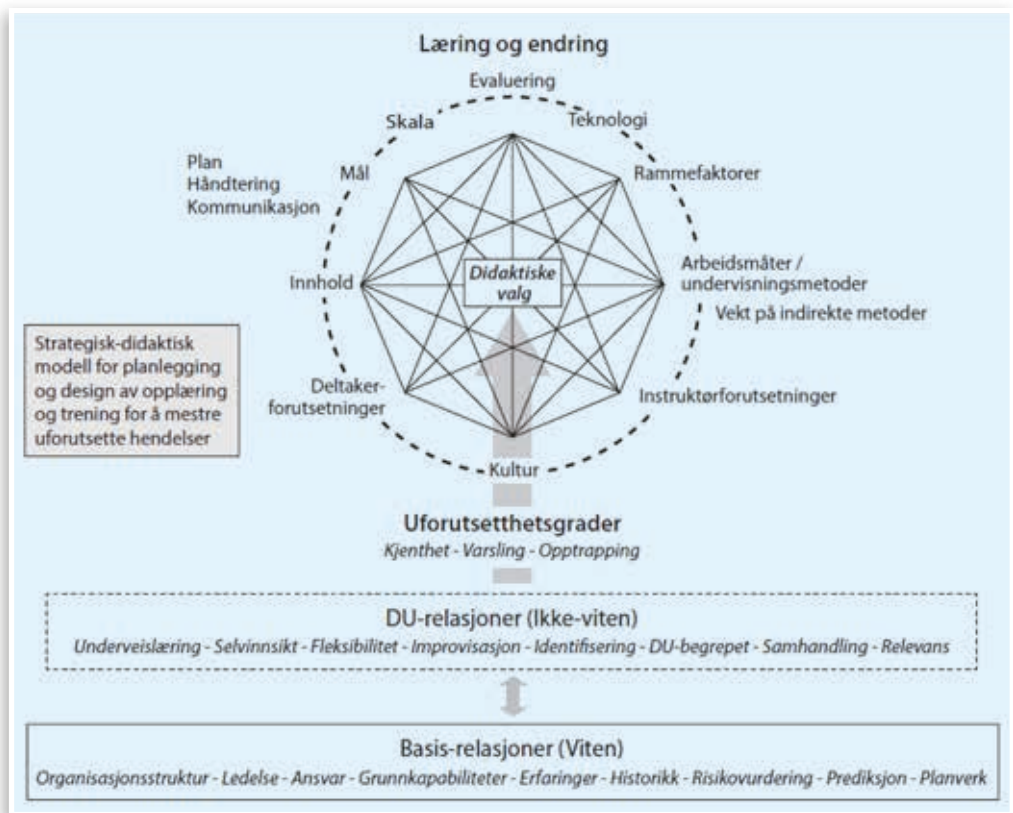 Læring og endring
Evaluering
Skala
Teknologi
Plan
Håndtering
Kommunikasjon
Mål
Rammefaktorer
Innhold
Didaktiske
valg
Arbeidsmåter /
undervisningsmetoder
Vekt på indirekte metoder
Strategisk-didaktisk
modell for planlegging
og design av opplæring
og trening for å mestre
uforutsette hendelser
Deltaker-
forutsetninger
Instruktørforutsetninger
Kultur
Uforutsetthetsgrader
Kjenthet - Varsling - Opptrapping
DU-relasjoner (Ikke-viten)
Underveislæring - Selvinnsikt - Fleksibilitet - Improvisasjon - Identifisering - DU-begrepet - Samhandling - Relevans
Basis-relasjoner (Viten)
Organisasjonsstruktur - Ledelse - Ansvar - Grunnkapabiliteter - Erfaringer - Historikk - Risikovurdering - Prediksjon - Planverk